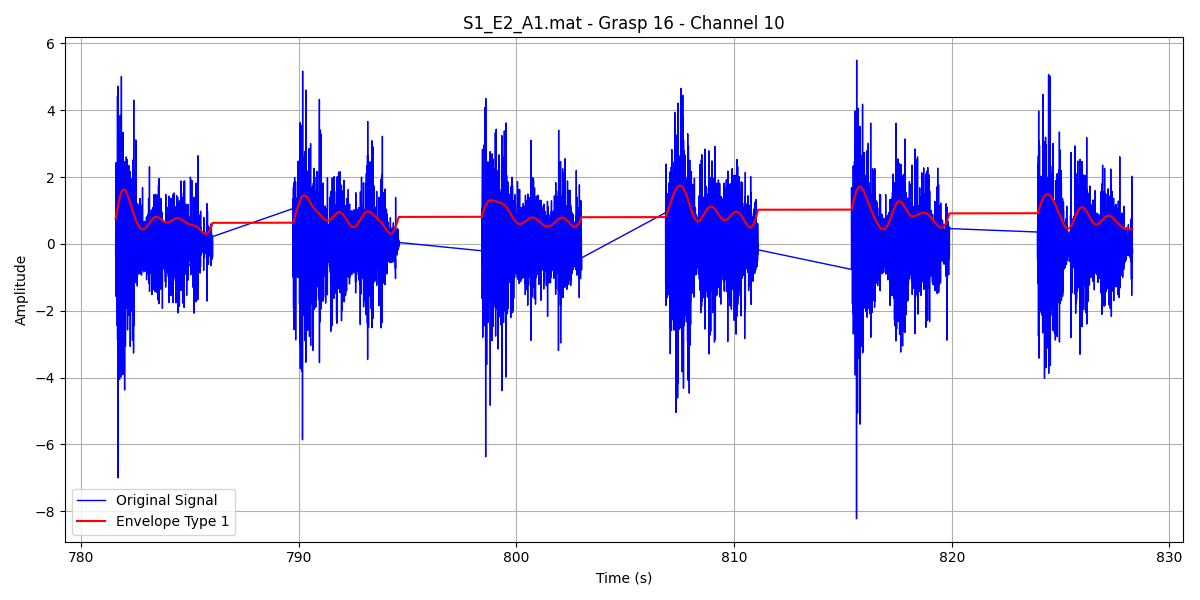 S1_E2_A1.mat - Grasp 16 - Channel 10
6
4
2
0
−2
−4
−6
−8
Amplitude
Original Signal
Envelope Type 1
780 790 800 810 820 830
Time (s)